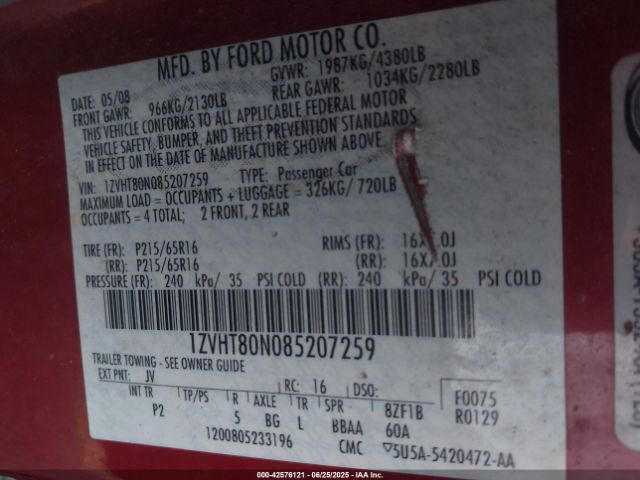 MFD. BY FORD MOTOR CO.
DATE: 05/08 GVWR: 1987KG/4380LB
FRONT GAWR: 966KG/2130LB REAR GAWR: 1034KG/2280LB
THIS VEHICLE CONFORMS TO ALL APPLICABLE FEDERAL MOTOR
VEHICLE SAFETY, BUMPER, AND THEFT PREVENTION STANDARDS
IN EFFECT ON THE DATE OF MANUFACTURE SHOWN ABOVE.
VIN: 1ZVHT80N085207259 TYPE: Passenger Car
MAXIMUM LOAD = OCCUPANTS + LUGGAGE = 326KG/ 720LB
OCCUPANTS = 4 TOTAL; 2 FRONT, 2 REAR
TIRE (FR): P215/65R16 RIMS (FR):
(RR): P215/65R16 (RR):
PRESSURE (FR): 240 kPa/ 35 PSI COLD (RR): 240 kPa/ 35 PSI COLD
1ZVHT80N085207259
TRAILER TOWING - SEE OWNER GUIDE
EXT PNT: JV RC: 16 DSO: F0075
INT TR TP/PS R AXLE TR SPR 8ZF1B R0129
P2 5 BG L BBAA 60A
1200805233196 CMC ▽5U5A-5420472-AA
000-42576121 - 06/25/2025 - IAAI Branch